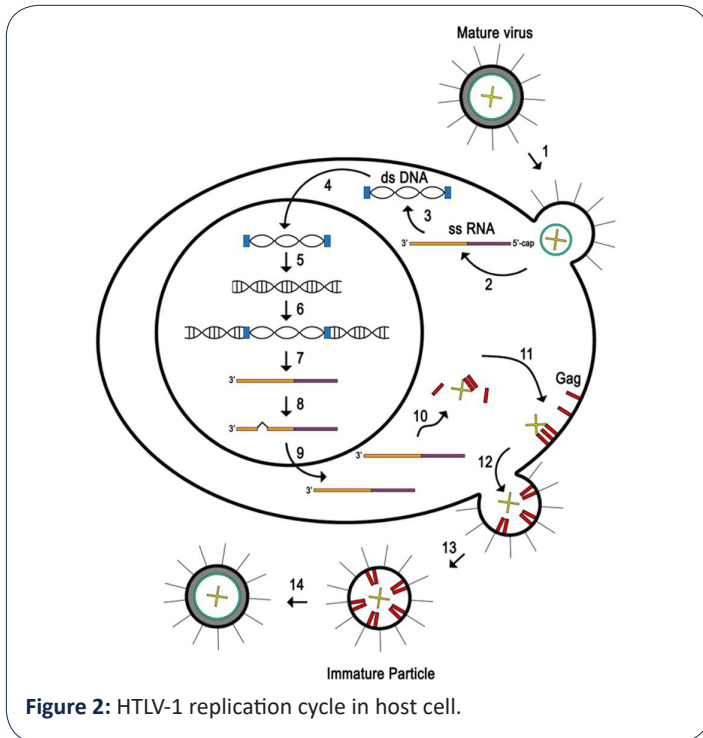 Mature virus
1
ds DNA
4
3
ss RNA
3' 5'-cap
2
5
6
7
3'
8
3'
9
3'
3'
10
11
Gag
12
13
14
Immature Particle
Figure 2: HTLV-1 replication cycle in host cell.